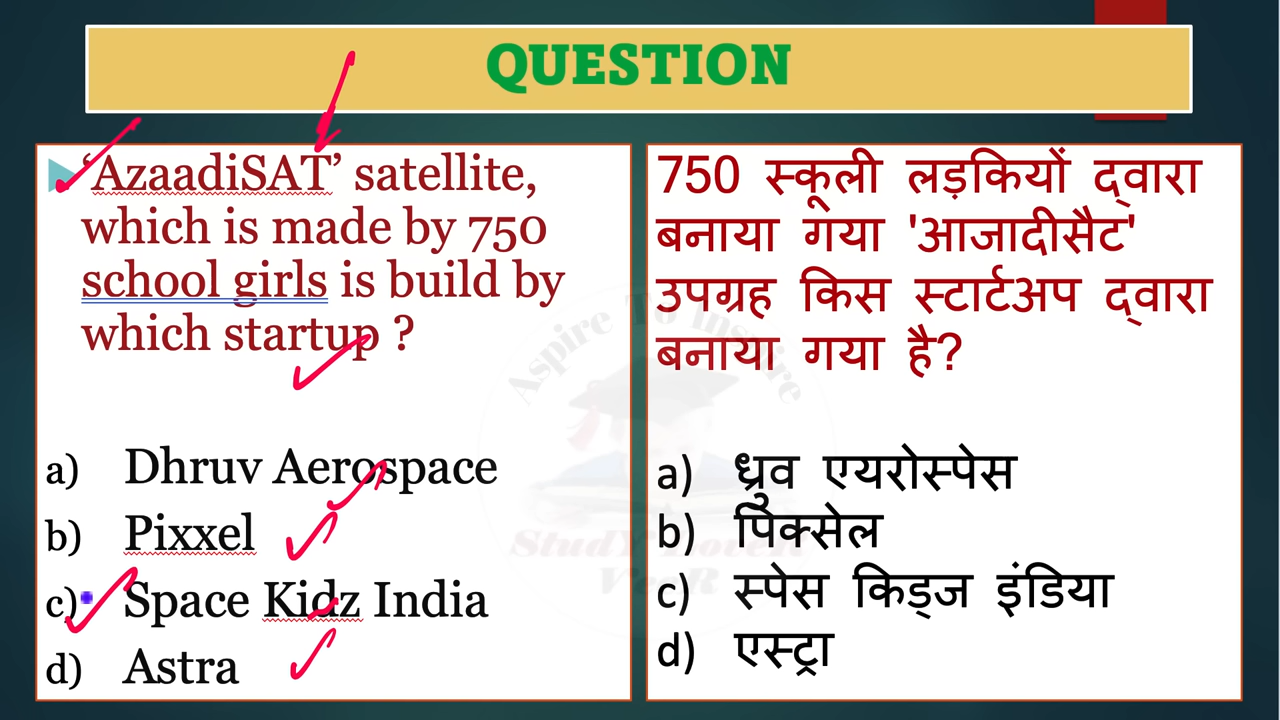 QUESTION
‘AzaadiSAT’ satellite,
which is made by 750
school girls is build by
which startup ?
a) Dhruv Aerospace
b) Pixxel
c) Space Kidz India
d) Astra
750 स्कूली लड़कियों द्वारा
बनाया गया 'आजादीसैट'
उपग्रह किस स्टार्टअप द्वारा
बनाया गया है?
a) ध्रुव एयरोस्पेस
b) पिक्सेल
c) स्पेस किड्ज इंडिया
d) एस्ट्रा
Aspire To Inspire